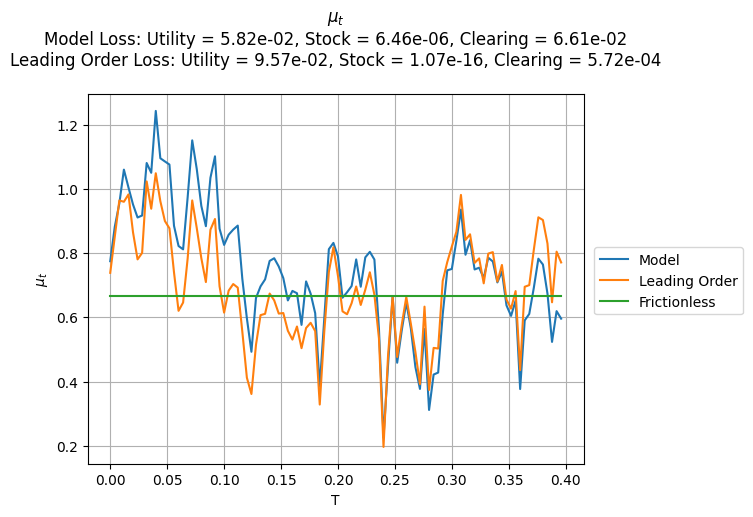 μt
Model Loss: Utility = 5.82e-02, Stock = 6.46e-06, Clearing = 6.61e-02
Leading Order Loss: Utility = 9.57e-02, Stock = 1.07e-16, Clearing = 5.72e-04
1.2
1.0
0.8
0.6
0.4
0.2
μt
0.00 0.05 0.10 0.15 0.20 0.25 0.30 0.35 0.40
T
Model
Leading Order
Frictionless